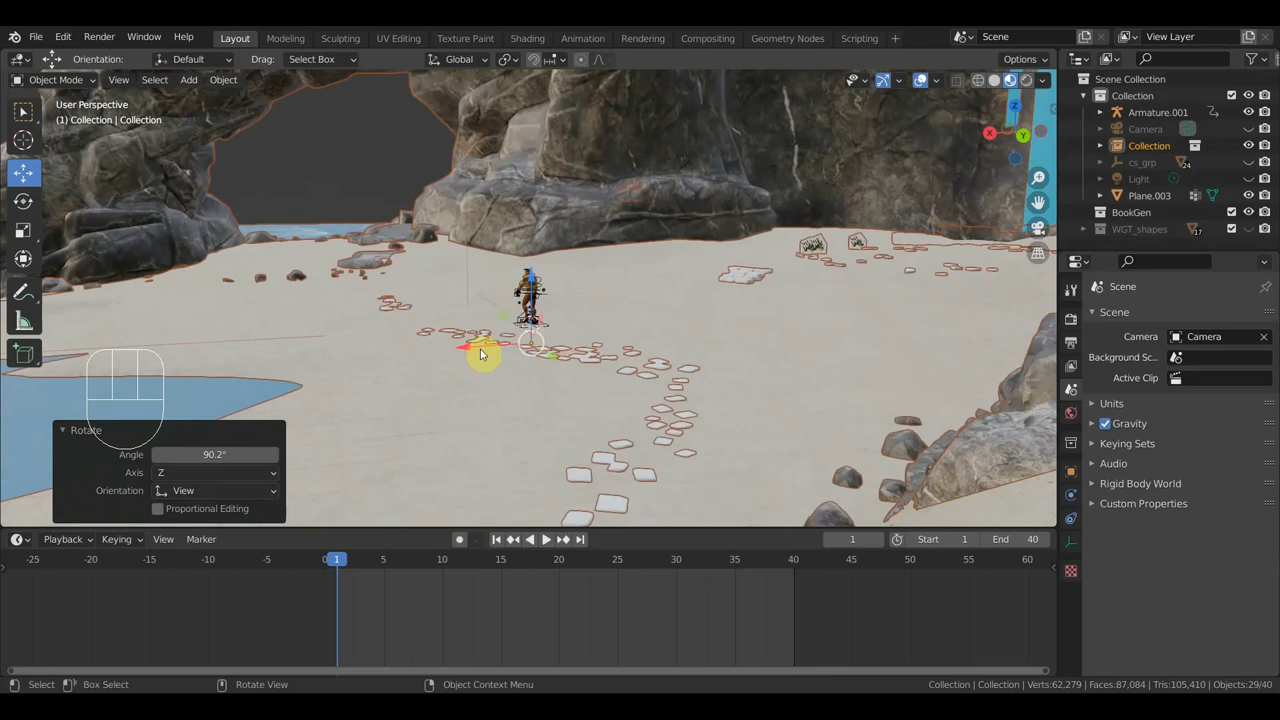 File Edit Render Window Help Layout Modeling Sculpting UV Editing Texture Paint Shading Animation Rendering Compositing Geometry Nodes Scripting + Scene View Layer
Orientation: Default Drag: Select Box Global Options
Object Mode View Select Add Object
Scene Collection
User Perspective
(1) Collection | Collection
Collection
Armature.001
Camera
Collection
cs_grp 24
Light
Plane.003
BookGen
WGT_shapes 17
X Y Z
Scene
Scene
Camera Camera
Background Sc...
Active Clip
Units
Gravity
Keying Sets
Audio
Rigid Body World
Custom Properties
Rotate
Angle 90.2°
Axis Z
Orientation View
Proportional Editing
Playback Keying View Marker 1 Start 1 End 40
-25 -20 -15 -10 -5 0 1 5 10 15 20 25 30 35 40 45 50 55 60
Select Box Select Rotate View Object Context Menu Collection | Collection | Verts:62,279 | Faces:87,084 | Tris:105,410 | Objects:29/40